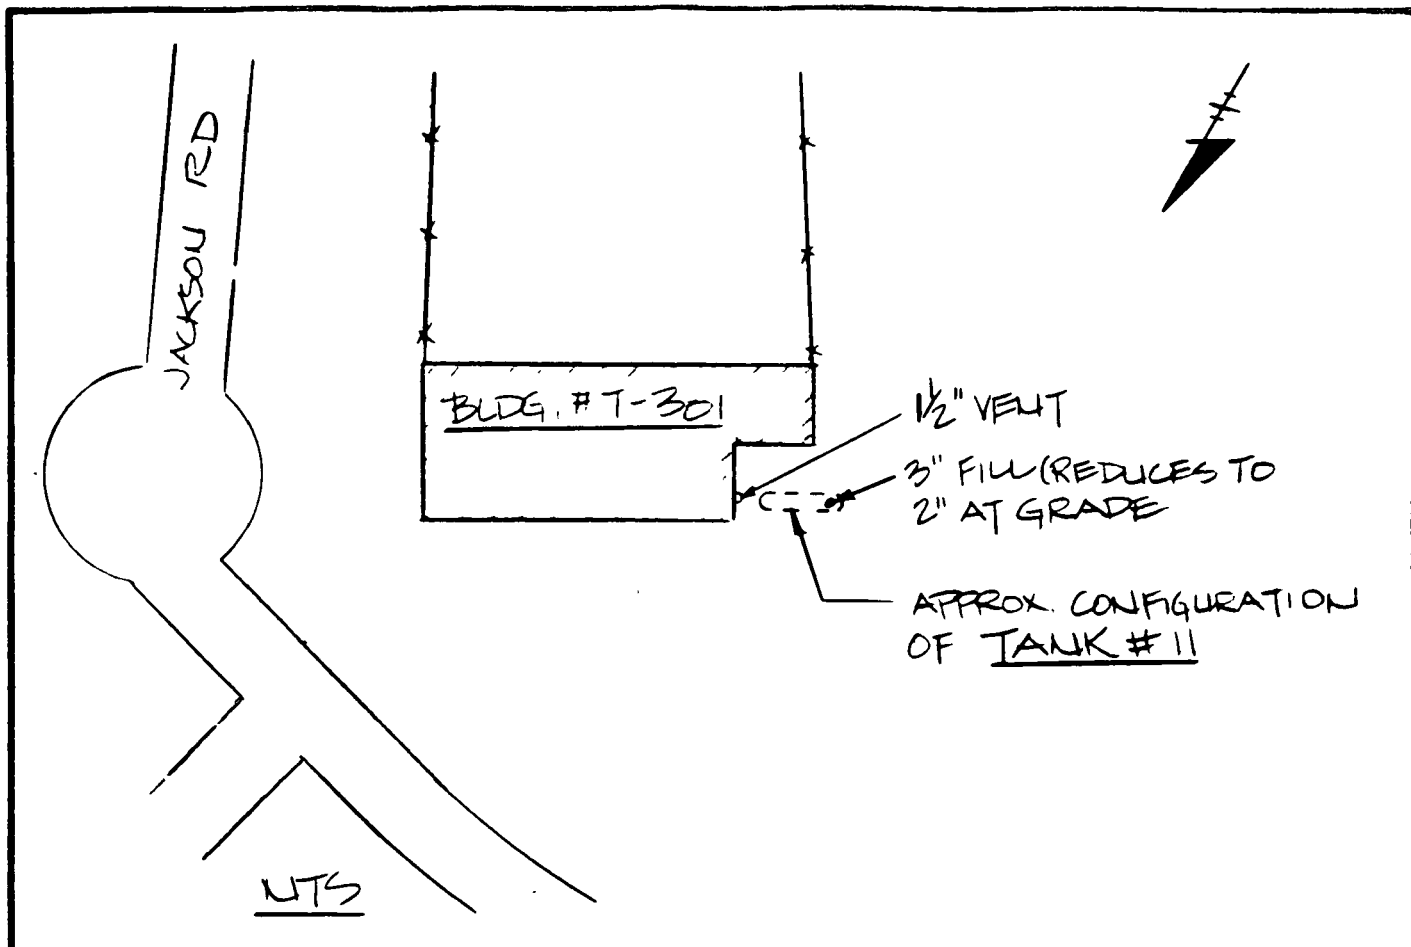 JACKSON RD
BLDG. # T-301
1½" VENT
3" FILL (REDUCES TO
2" AT GRADE
APPROX. CONFIGURATION
OF TANK # 11
NTS